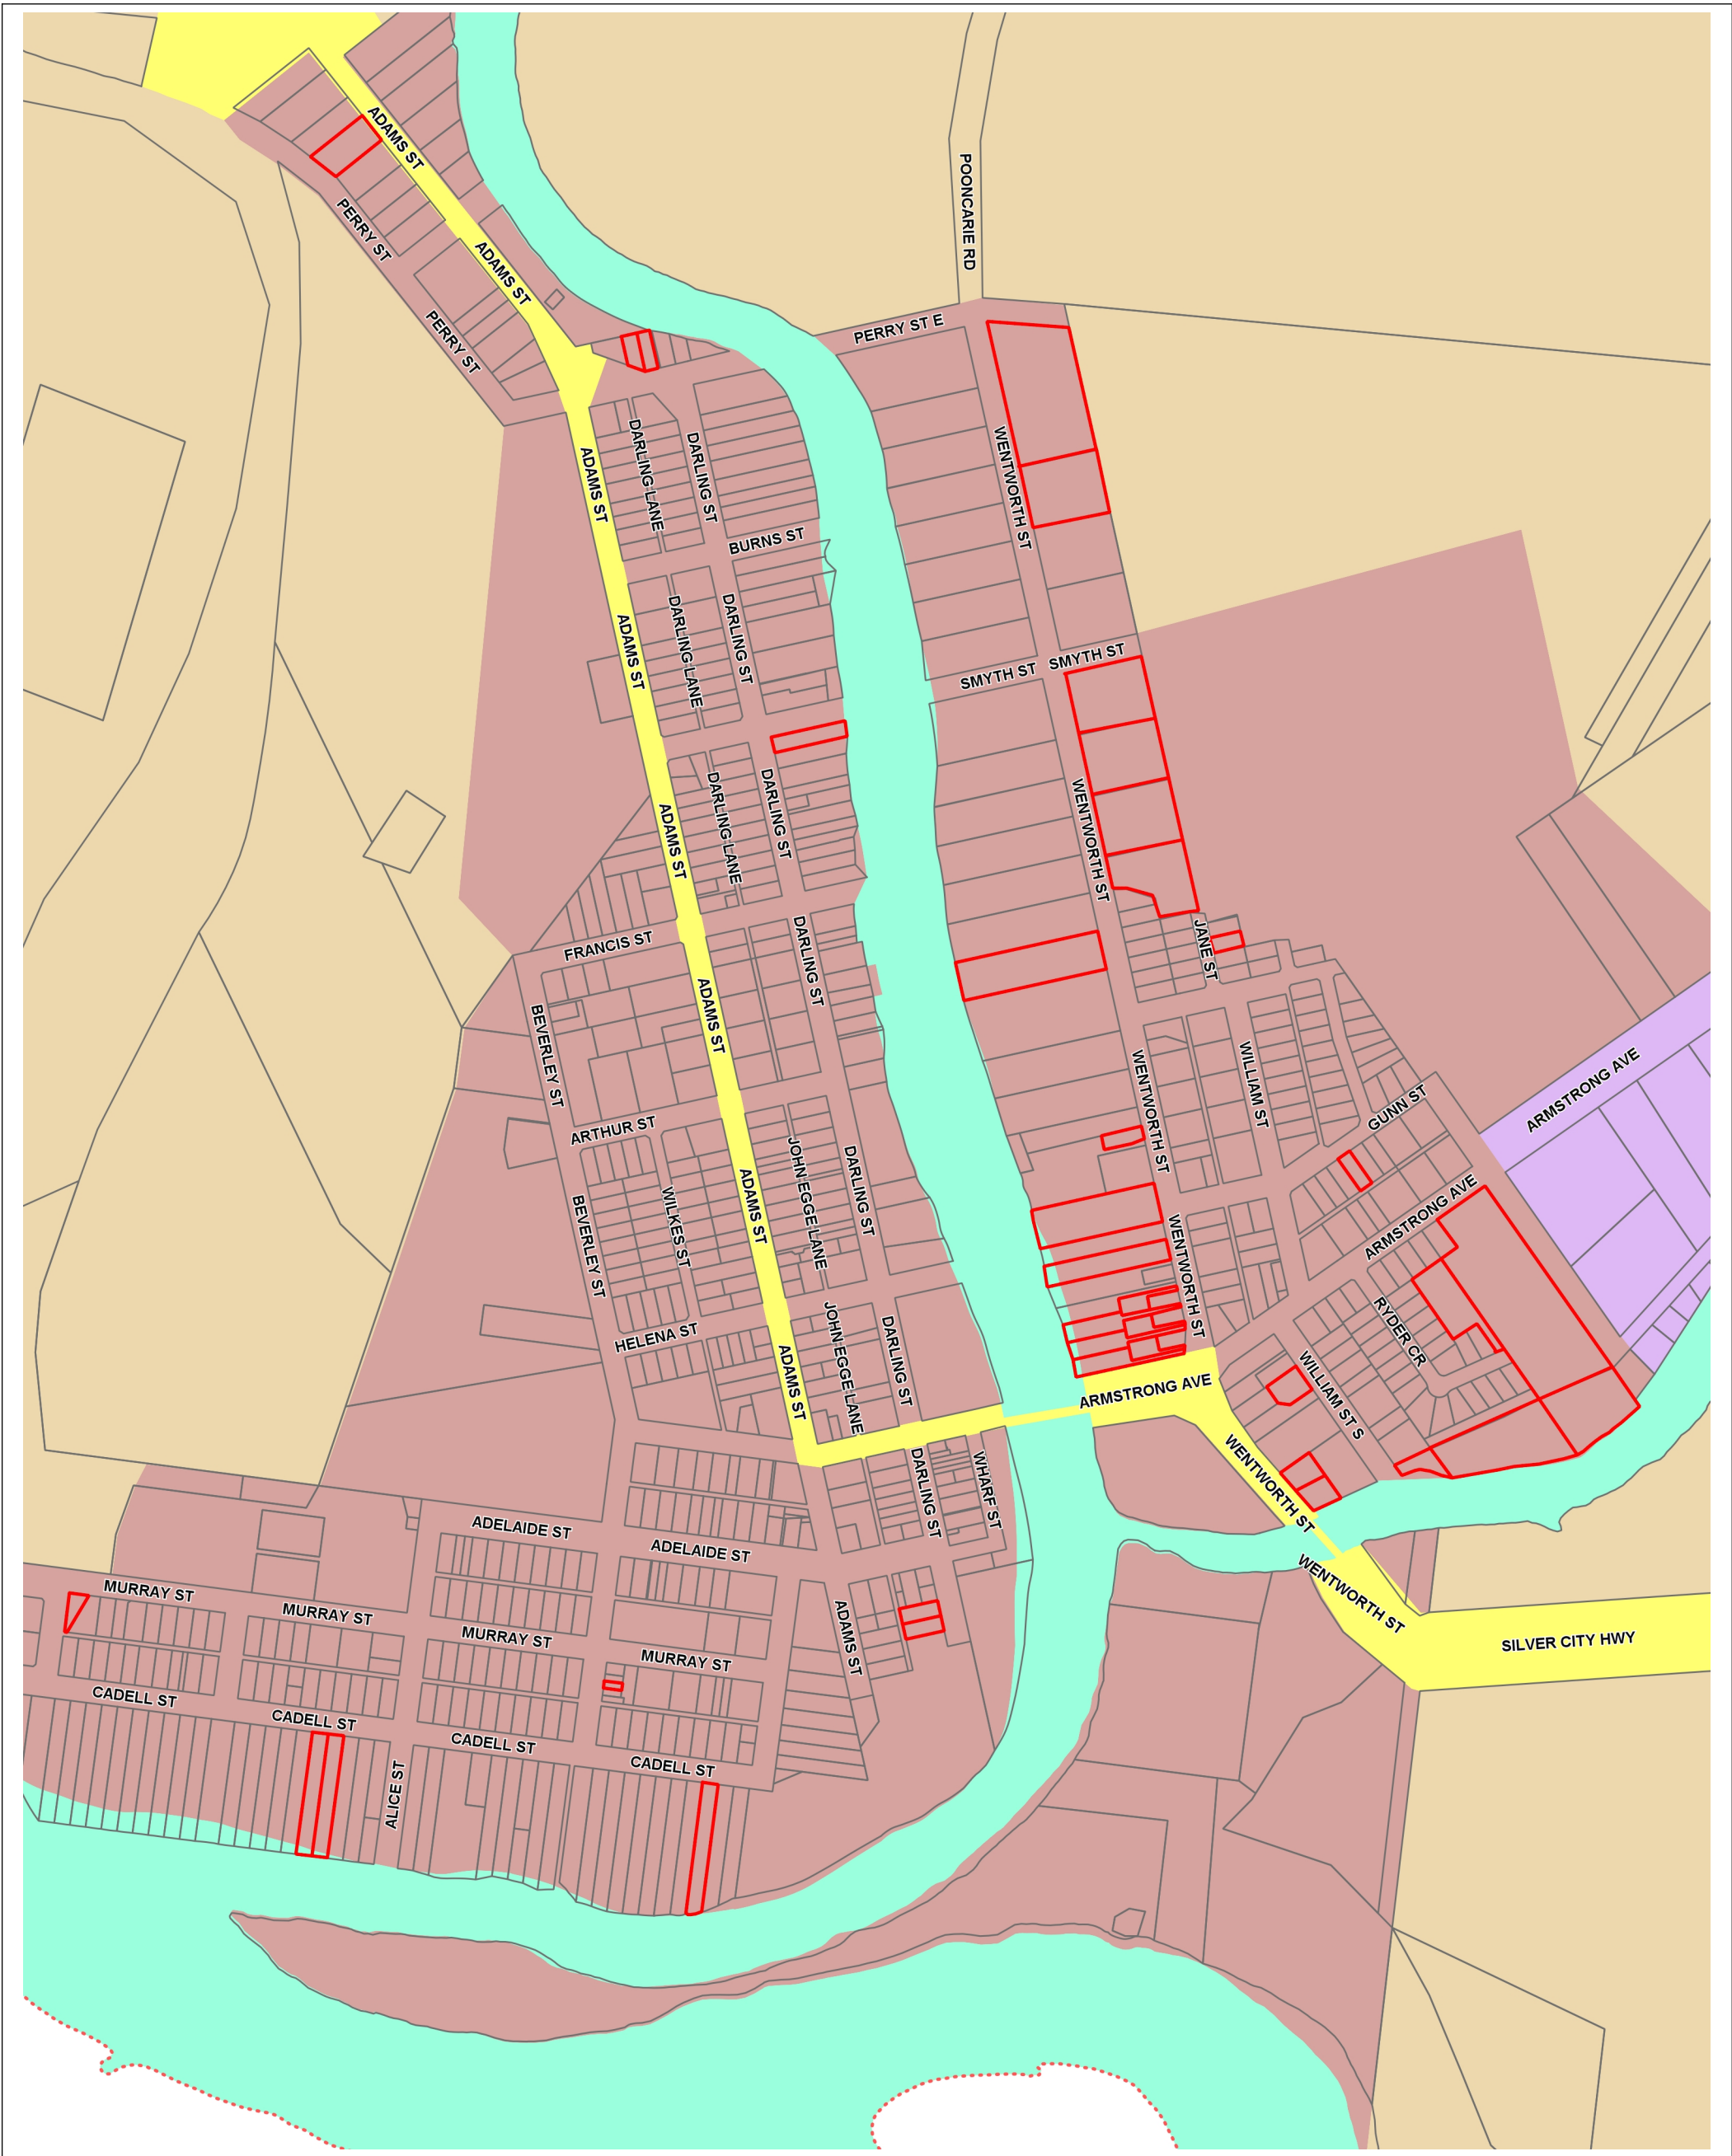 ADAMS ST
POONCARIE RD
PERRY ST
ADAMS ST
PERRY ST
PERRY ST E
DARLING LANE
DARLING ST
WENTWORTH ST
ADAMS ST
BURNS ST
DARLING LANE
DARLING ST
ADAMS ST
SMYTH ST
SMYTH ST
DARLING LANE
DARLING ST
WENTWORTH ST
ADAMS ST
FRANCIS ST
DARLING ST
JANE ST
ADAMS ST
BEVERLEY ST
WENTWORTH ST
WILLIAM ST
ARMSTRONG AVE
GUNN ST
ARTHUR ST
JOHN EGGE LANE
DARLING ST
ADAMS ST
WILKES ST
BEVERLEY ST
WENTWORTH ST
ARMSTRONG AVE
HELENA ST
JOHN EGGE LANE
DARLING ST
RYDER CR
ADAMS ST
ARMSTRONG AVE
WILLIAM ST S
DARLING ST
WHARF ST
WENTWORTH ST
ADELAIDE ST
ADELAIDE ST
WENTWORTH ST
MURRAY ST
MURRAY ST
MURRAY ST
MURRAY ST
ADAMS ST
SILVER CITY HWY
CADELL ST
CADELL ST
CADELL ST
CADELL ST
ALICE ST